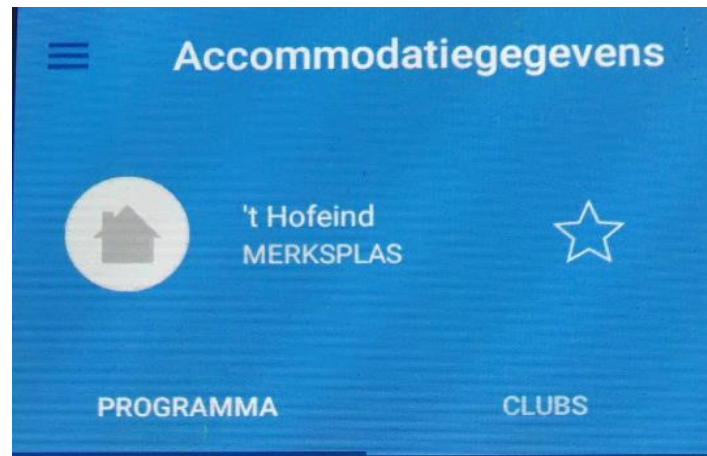 Accommodatiegegevens
't Hofeind
MERKSPLAS
PROGRAMMA
CLUBS